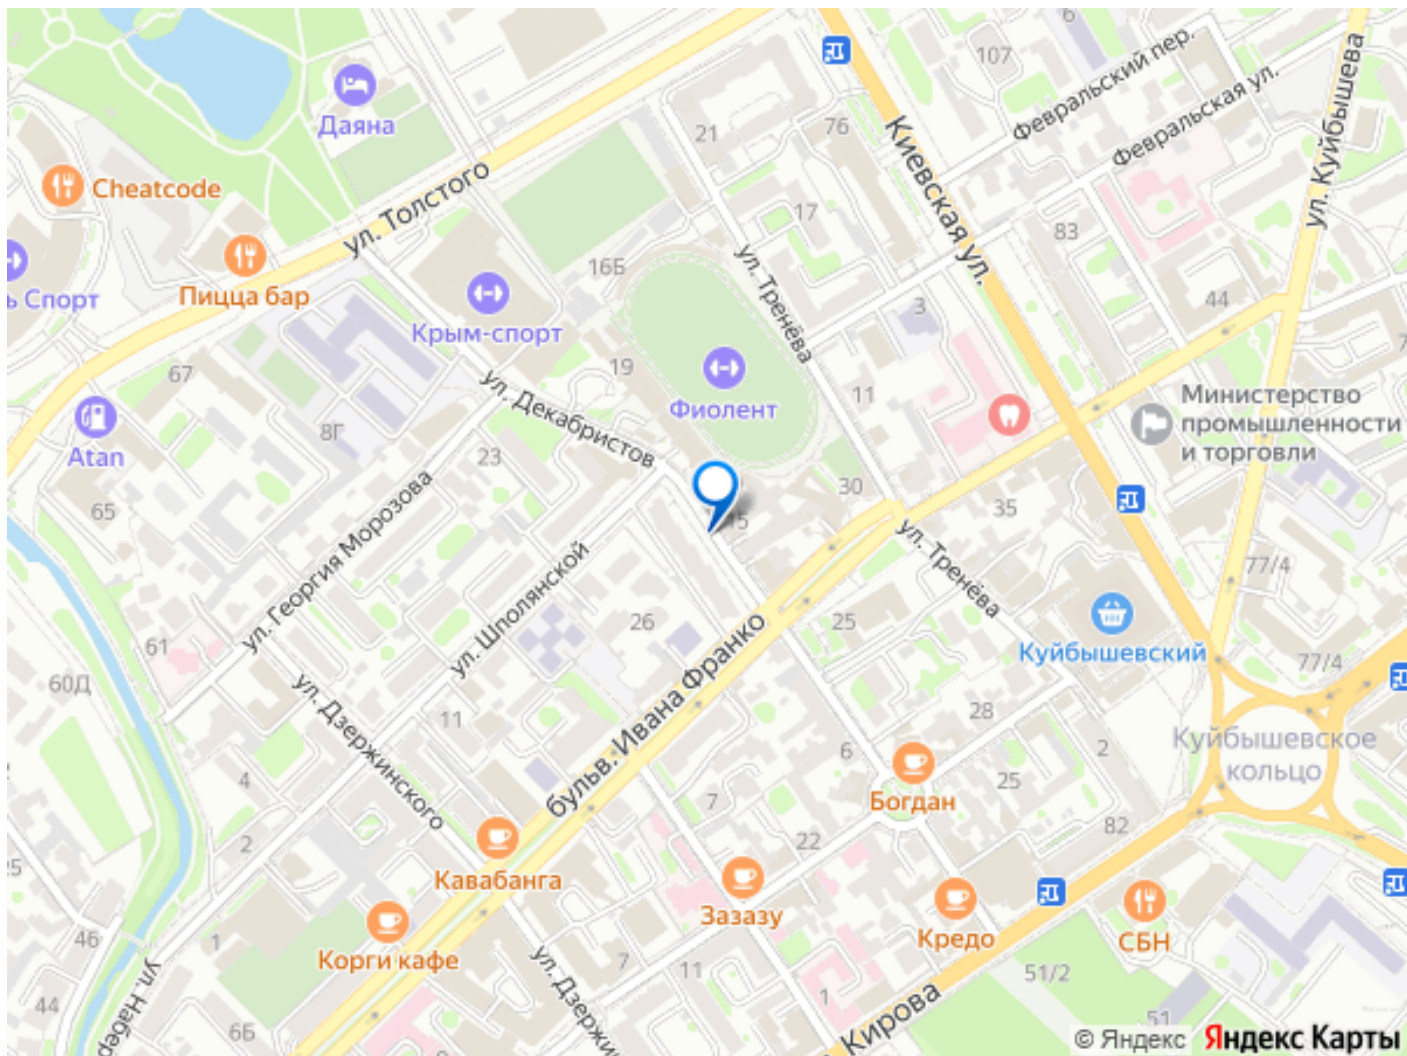 107
6
Февральский пер.
Февральская ул.
ул. Куйбышева
Даяна
21
76
Киевская ул.
Cheatcode
ул. Толстого
17
83
Пицца бар
ь Спорт
16Б
ул. Тренёва
44
3
Крым-спорт
19
67
ул. Декабристов
Фиолент
11
Министерство
промышленности
и торговли
8Г
Atan
23
65
30
35
15
ул. Георгия Морозова
ул. Шполянской
ул. Тренёва
77/4
26
25
Куйбышевский
61
60Д
77/4
ул. Дзержинского
бульв. Ивана Франко
11
28
6
2
Куйбышевское
кольцо
4
25
Богдан
7
82
2
22
Кавабанга
Зазазу
Кредо
СБН
46
1
Корги кафе
ул. Дзержи
7
11
51/2
1
44
ул. Набер
6Б
Кирова
51
© Яндекс Яндекс Карты